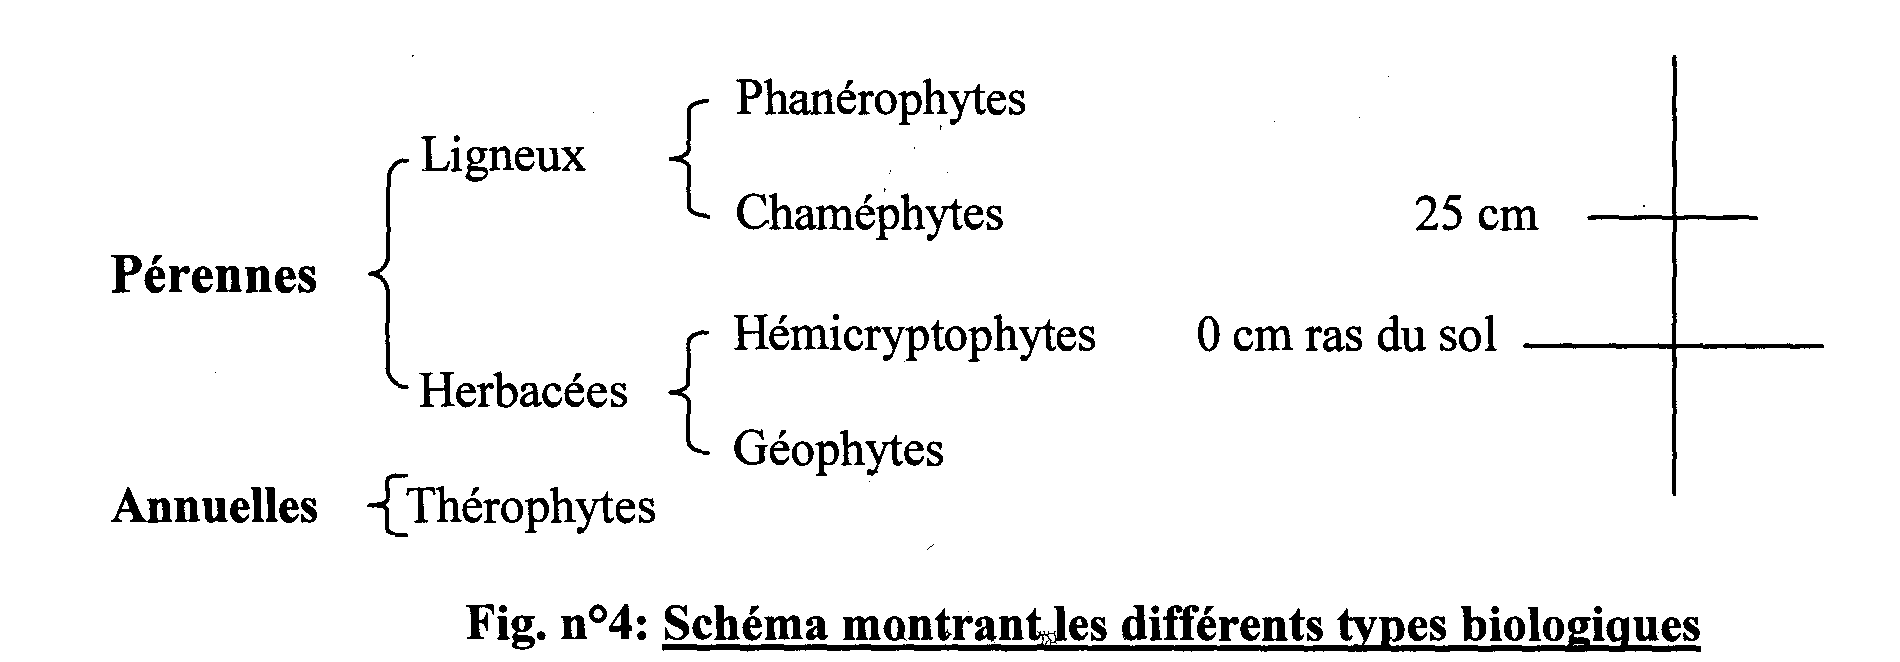 Phanérophytes
Ligneux
Chaméphytes
25 cm
Pérennes
Hémicryptophytes
0 cm ras du sol
Herbacées
Géophytes
Annuelles
Thérophytes
Fig. n°4: Schéma montrant les différents types biologiques